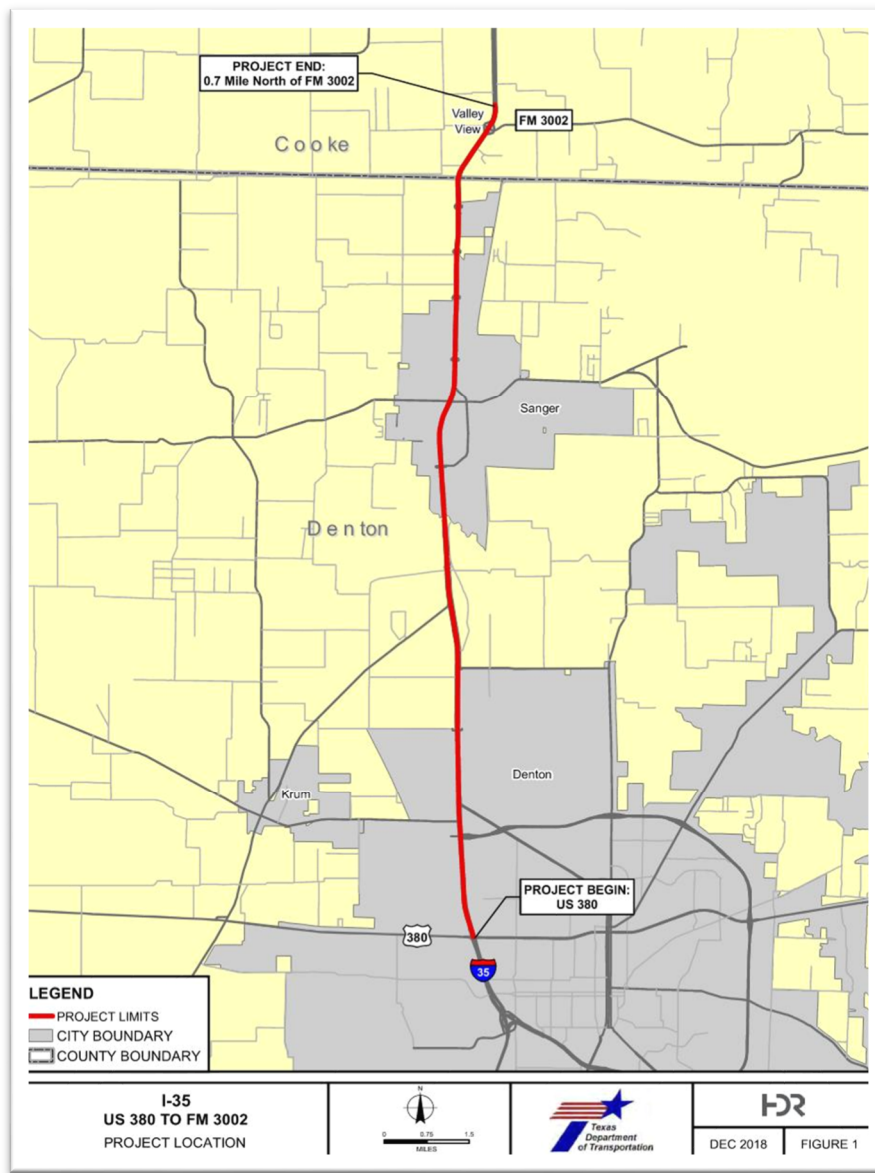 PROJECT END:
0.7 Mile North of FM 3002
Valley
View
FM 3002
Cooke
Sanger
Denton
Denton
Krum
PROJECT BEGIN:
US 380
380
35
LEGEND
PROJECT LIMITS
CITY BOUNDARY
COUNTY BOUNDARY
I-35
US 380 TO FM 3002
PROJECT LOCATION
N
0 0.75 1.5
MILES
Texas
Department
of Transportation
HDR
DEC 2018
FIGURE 1